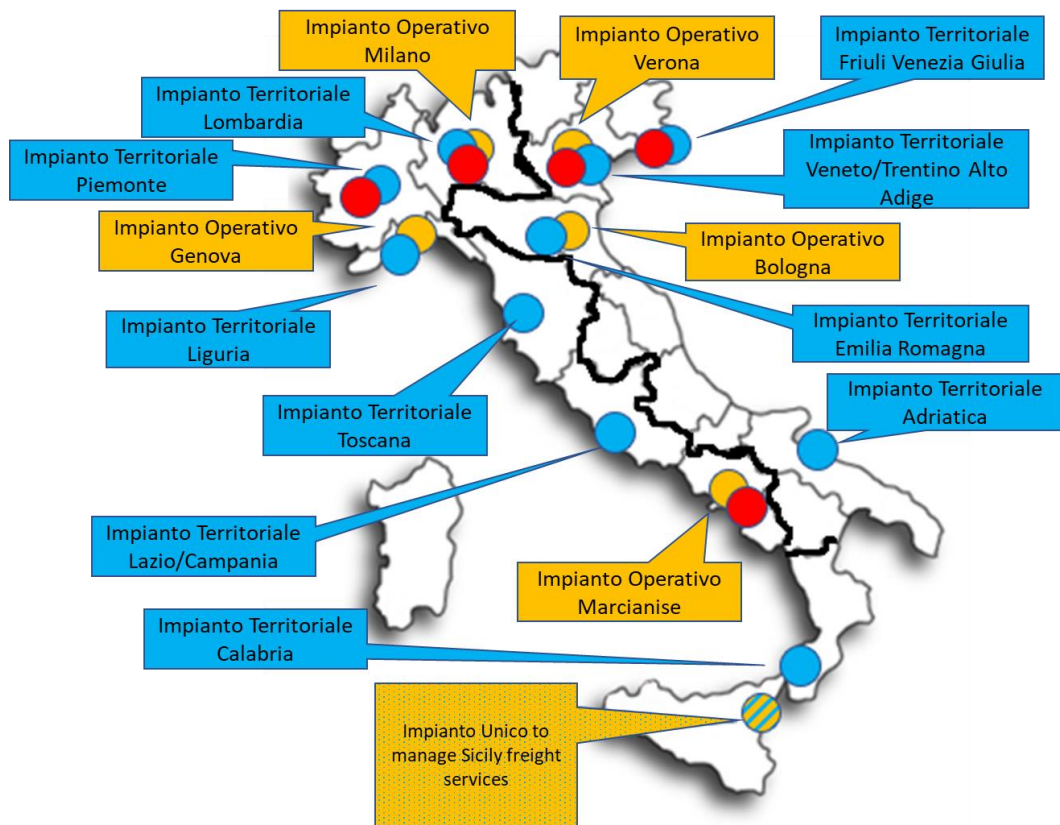 Impianto Operativo
Milano
Impianto Operativo
Verona
Impianto Territoriale
Friuli Venezia Giulia
Impianto Territoriale
Lombardia
Impianto Territoriale
Veneto/Trentino Alto
Adige
Impianto Territoriale
Piemonte
Impianto Operativo
Genova
Impianto Operativo
Bologna
Impianto Territoriale
Liguria
Impianto Territoriale
Emilia Romagna
Impianto Territoriale
Toscana
Impianto Territoriale
Adriatica
Impianto Territoriale
Lazio/Campania
Impianto Operativo
Marcianise
Impianto Territoriale
Calabria
Impianto Unico to
manage Sicily freight
services